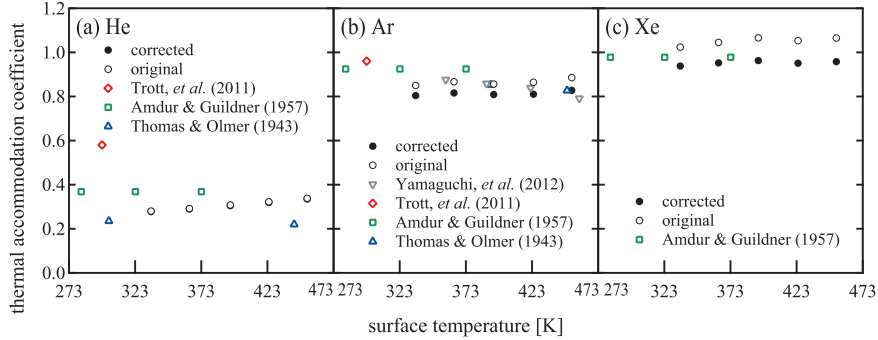 (a) He
corrected
original
Trott, et al. (2011)
Amdur & Guildner (1957)
Thomas & Olmer (1943)
(b) Ar
corrected
original
Yamaguchi, et al. (2012)
Trott, et al. (2011)
Amdur & Guildner (1957)
Thomas & Olmer (1943)
(c) Xe
corrected
original
Amdur & Guildner (1957)
thermal accommodation coefficient
1.2
1.0
0.8
0.6
0.4
0.2
0.0
273 323 373 423 473
323 373 423 473
323 373 423 473
surface temperature [K]